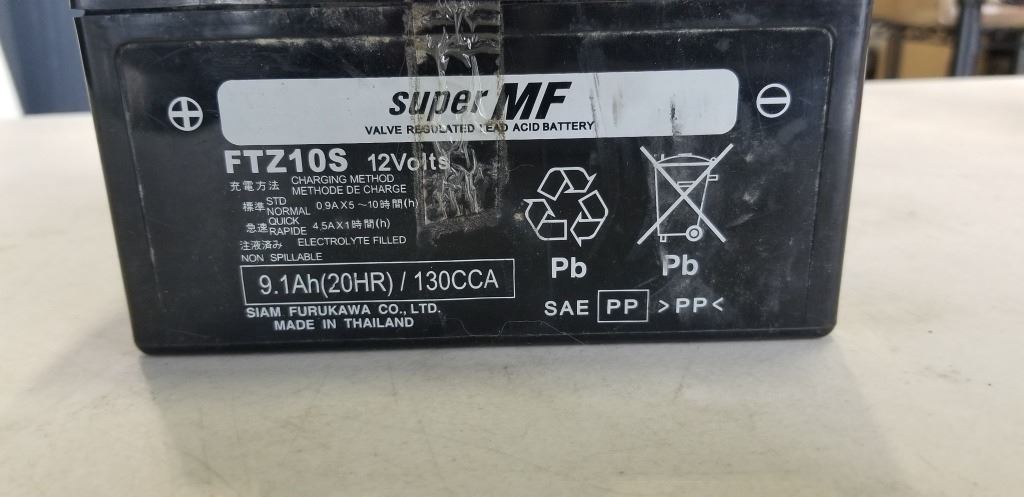 super MF
VALVE REGULATED LEAD ACID BATTERY
FTZ10S 12Volts
充電方法 CHARGING METHOD
METHODE DE CHARGE
標準 STD NORMAL 0.9A×5～10時間(h)
急速 QUICK RAPIDE 4.5A×1時間(h)
注液済み ELECTROLYTE FILLED
NON SPILLABLE
9.1Ah(20HR) / 130CCA
SIAM FURUKAWA CO., LTD.
MADE IN THAILAND
Pb
Pb
SAE PP >PP<